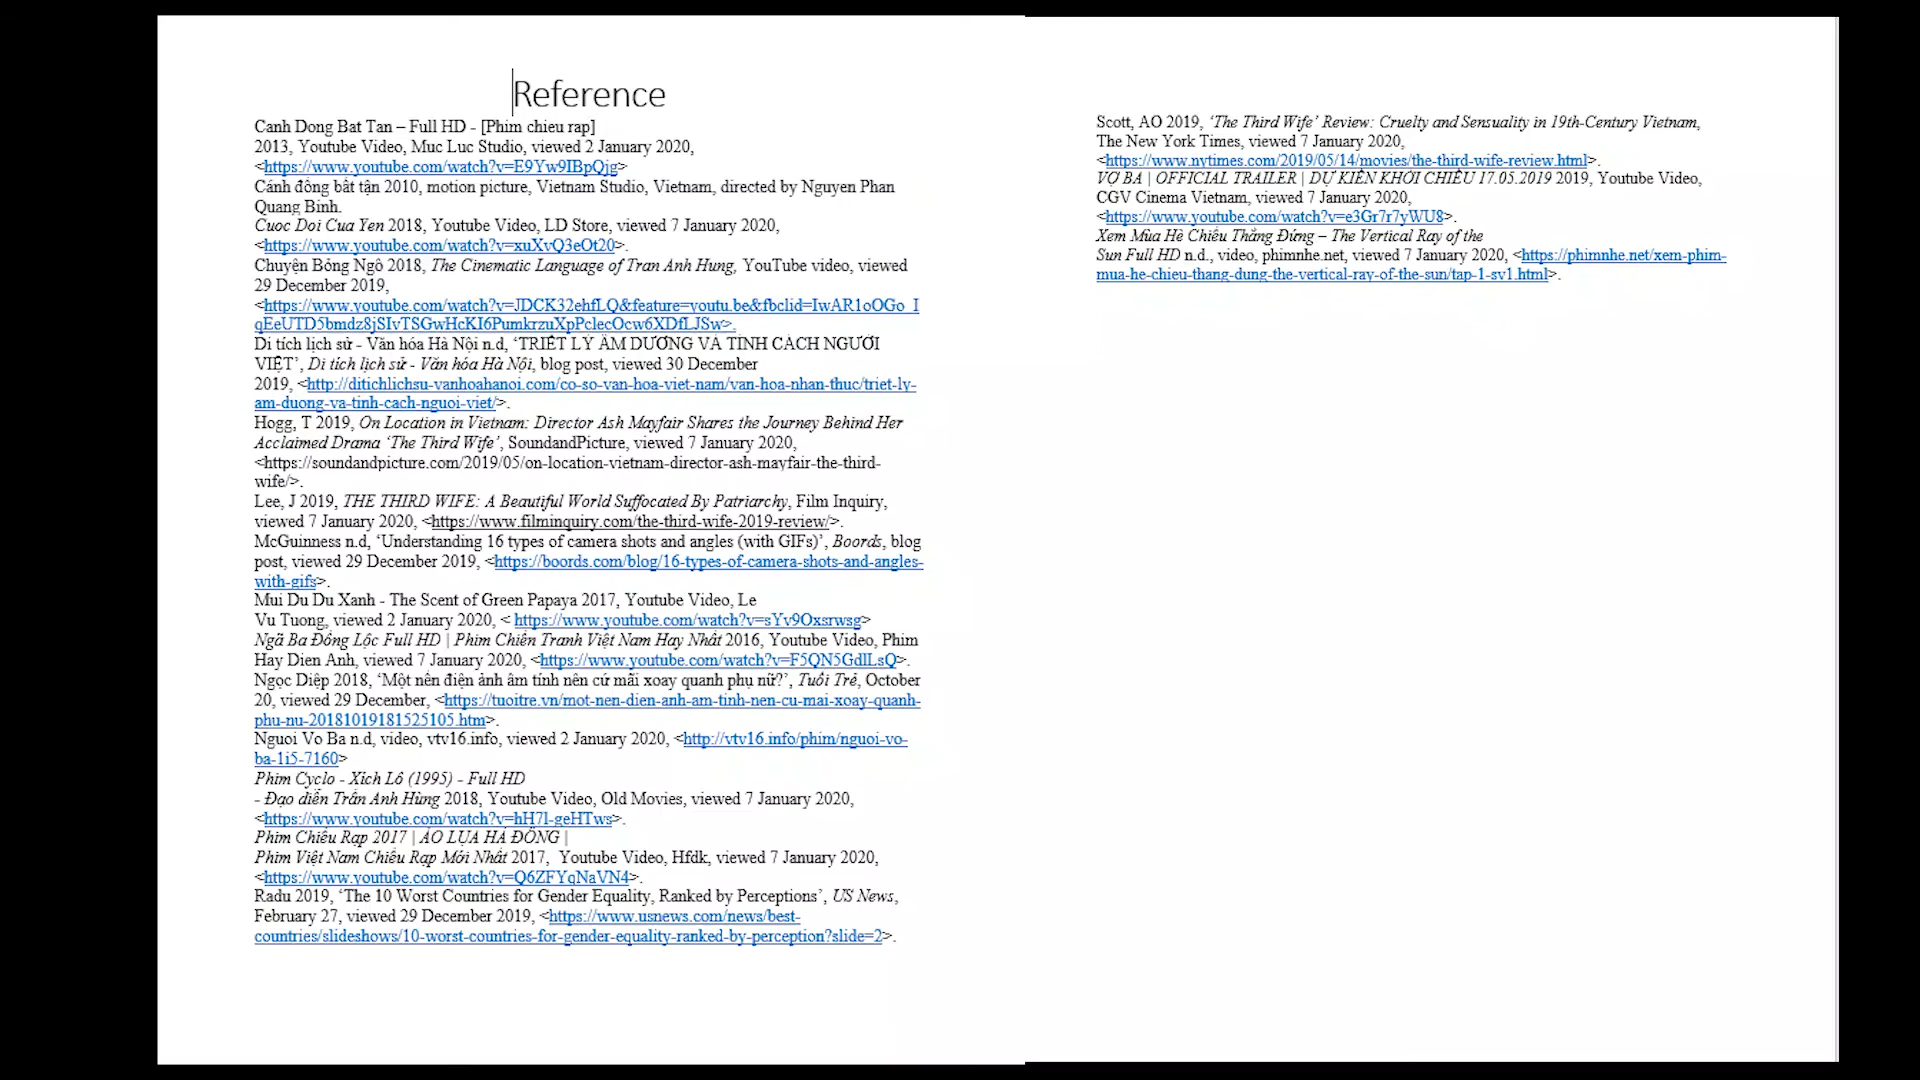 Reference
Canh Dong Bat Tan – Full HD - [Phim chieu rap]
2013, Youtube Video, Muc Luc Studio, viewed 2 January 2020,
<https://www.youtube.com/watch?v=E9Yw9IBpQjg>
Cánh đồng bất tận 2010, motion picture, Vietnam Studio, Vietnam, directed by Nguyen Phan
Quang Binh.
Cuoc Doi Cua Yen 2018, Youtube Video, LD Store, viewed 7 January 2020,
<https://www.youtube.com/watch?v=xuXvQ3eOt20>.
Chuyện Bỏng Ngô 2018, The Cinematic Language of Tran Anh Hung, YouTube video, viewed
29 December 2019,
<https://www.youtube.com/watch?v=JDCK32ehfLQ&feature=youtu.be&fbclid=IwAR1oOGo_I
qEeUTD5bmdz8jSIvTSGwHcKI6PumkrzuXpPclecOcw6XDfLJSw>.
Di tích lịch sử - Văn hóa Hà Nội n.d, ‘TRIẾT LÝ ÂM DƯƠNG VÀ TÍNH CÁCH NGƯỜI
VIỆT’, Di tích lịch sử - Văn hóa Hà Nội, blog post, viewed 30 December
2019, <http://ditichlichsu-vanhoahanoi.com/co-so-van-hoa-viet-nam/van-hoa-nhan-thuc/triet-ly-
am-duong-va-tinh-cach-nguoi-viet/>.
Hogg, T 2019, On Location in Vietnam: Director Ash Mayfair Shares the Journey Behind Her
Acclaimed Drama ‘The Third Wife’, SoundandPicture, viewed 7 January 2020,
<https://soundandpicture.com/2019/05/on-location-vietnam-director-ash-mayfair-the-third-
wife/>.
Lee, J 2019, THE THIRD WIFE: A Beautiful World Suffocated By Patriarchy, Film Inquiry,
viewed 7 January 2020, <https://www.filminquiry.com/the-third-wife-2019-review/>.
McGuinness n.d, ‘Understanding 16 types of camera shots and angles (with GIFs)’, Boords, blog
post, viewed 29 December 2019, <https://boords.com/blog/16-types-of-camera-shots-and-angles-
with-gifs>.
Mui Du Du Xanh - The Scent of Green Papaya 2017, Youtube Video, Le
Vu Tuong, viewed 2 January 2020, < https://www.youtube.com/watch?v=sYv9Oxsrwsg>
Ngã Ba Đồng Lộc Full HD | Phim Chiến Tranh Việt Nam Hay Nhất 2016, Youtube Video, Phim
Hay Dien Anh, viewed 7 January 2020, <https://www.youtube.com/watch?v=F5QN5GdlLsQ>.
Ngọc Diệp 2018, ‘Một nền điện ảnh âm tính nên cứ mãi xoay quanh phụ nữ?’, Tuổi Trẻ, October
20, viewed 29 December, <https://tuoitre.vn/mot-nen-dien-anh-am-tinh-nen-cu-mai-xoay-quanh-
phu-nu-20181019181525105.htm>.
Nguoi Vo Ba n.d, video, vtv16.info, viewed 2 January 2020, <http://vtv16.info/phim/nguoi-vo-
ba-1i5-7160>
Phim Cyclo - Xích Lô (1995) - Full HD
- Đạo diễn Trần Anh Hùng 2018, Youtube Video, Old Movies, viewed 7 January 2020,
<https://www.youtube.com/watch?v=hH7l-geHTws>.
Phim Chiếu Rạp 2017 | ÁO LỤA HÀ ĐÔNG |
Phim Việt Nam Chiếu Rạp Mới Nhất 2017, Youtube Video, Hfdk, viewed 7 January 2020,
<https://www.youtube.com/watch?v=Q6ZFYqNaVN4>.
Radu 2019, ‘The 10 Worst Countries for Gender Equality, Ranked by Perceptions’, US News,
February 27, viewed 29 December 2019, <https://www.usnews.com/news/best-
countries/slideshows/10-worst-countries-for-gender-equality-ranked-by-perception?slide=2>.
Scott, AO 2019, ‘The Third Wife’ Review: Cruelty and Sensuality in 19th-Century Vietnam,
The New York Times, viewed 7 January 2020,
<https://www.nytimes.com/2019/05/14/movies/the-third-wife-review.html>.
VỢ BA | OFFICIAL TRAILER | DỰ KIẾN KHỞI CHIẾU 17.05.2019 2019, Youtube Video,
CGV Cinema Vietnam, viewed 7 January 2020,
<https://www.youtube.com/watch?v=e3Gr7r7yWU8>.
Xem Mùa Hè Chiều Thẳng Đứng – The Vertical Ray of the
Sun Full HD n.d., video, phimnhe.net, viewed 7 January 2020, <https://phimnhe.net/xem-phim-
mua-he-chieu-thang-dung-the-vertical-ray-of-the-sun/tap-1-sv1.html>.